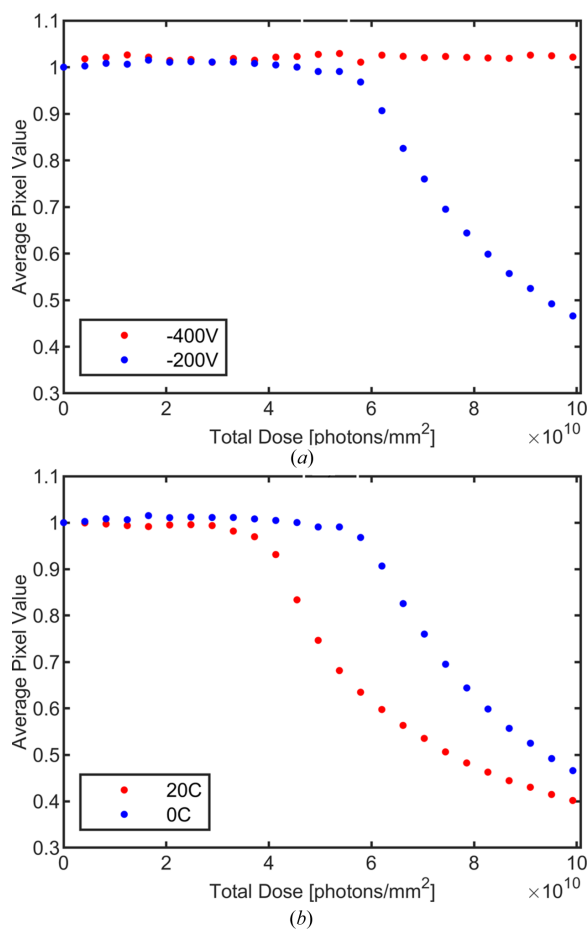 1.1
1
0.9
0.8
0.7
0.6
0.5
0.4
0.3
Average Pixel Value
-400V
-200V
0 2 4 6 8 10
Total Dose [photons/mm²]
×10¹⁰
(a)
1.1
1
0.9
0.8
0.7
0.6
0.5
0.4
0.3
Average Pixel Value
20C
0C
0 2 4 6 8 10
Total Dose [photons/mm²]
×10¹⁰
(b)